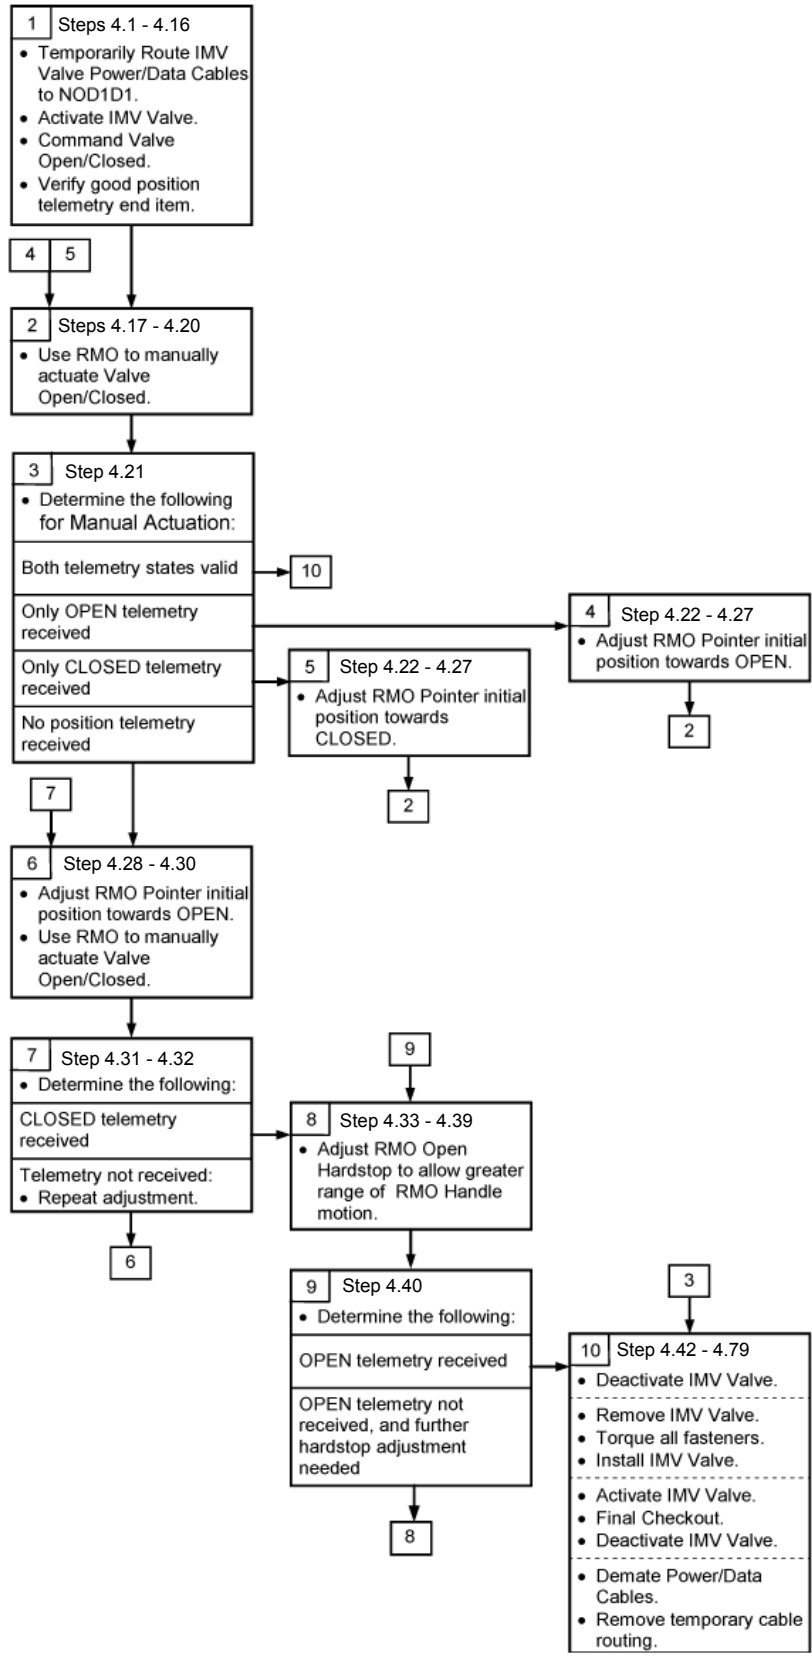 1 Steps 4.1 - 4.16
• Temporarily Route IMV
Valve Power/Data Cables
to NOD1D1.
• Activate IMV Valve.
• Command Valve
Open/Closed.
• Verify good position
telemetry end item.
4 5
2 Steps 4.17 - 4.20
• Use RMO to manually
actuate Valve
Open/Closed.
3 Step 4.21
• Determine the following
for Manual Actuation:
Both telemetry states valid
10
Only OPEN telemetry
received
Only CLOSED telemetry
received
No position telemetry
received
4 Step 4.22 - 4.27
• Adjust RMO Pointer initial
position towards OPEN.
2
5 Step 4.22 - 4.27
• Adjust RMO Pointer initial
position towards
CLOSED.
2
7
6 Step 4.28 - 4.30
• Adjust RMO Pointer initial
position towards OPEN.
• Use RMO to manually
actuate Valve
Open/Closed.
7 Step 4.31 - 4.32
• Determine the following:
CLOSED telemetry
received
Telemetry not received:
• Repeat adjustment.
6
9
8 Step 4.33 - 4.39
• Adjust RMO Open
Hardstop to allow greater
range of RMO Handle
motion.
9 Step 4.40
• Determine the following:
OPEN telemetry received
OPEN telemetry not
received, and further
hardstop adjustment
needed
8
3
10 Step 4.42 - 4.79
• Deactivate IMV Valve.
• Remove IMV Valve.
• Torque all fasteners.
• Install IMV Valve.
• Activate IMV Valve.
• Final Checkout.
• Deactivate IMV Valve.
• Demate Power/Data
Cables.
• Remove temporary cable
routing.